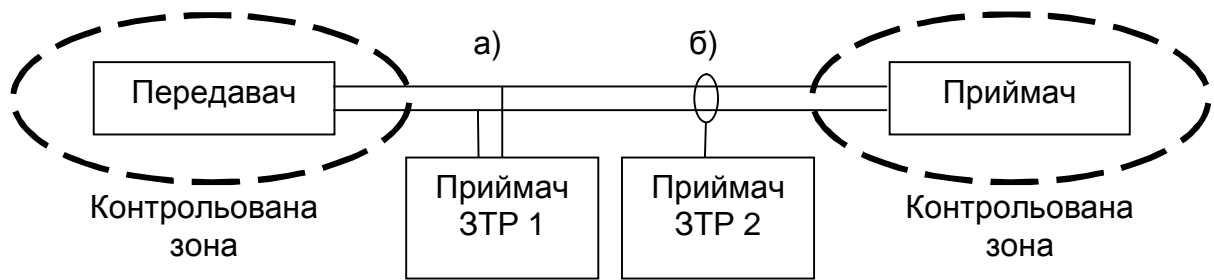 а)
б)
Передавач
Приймач
Приймач
ЗТР 1
Приймач
ЗТР 2
Контрольована
зона
Контрольована
зона